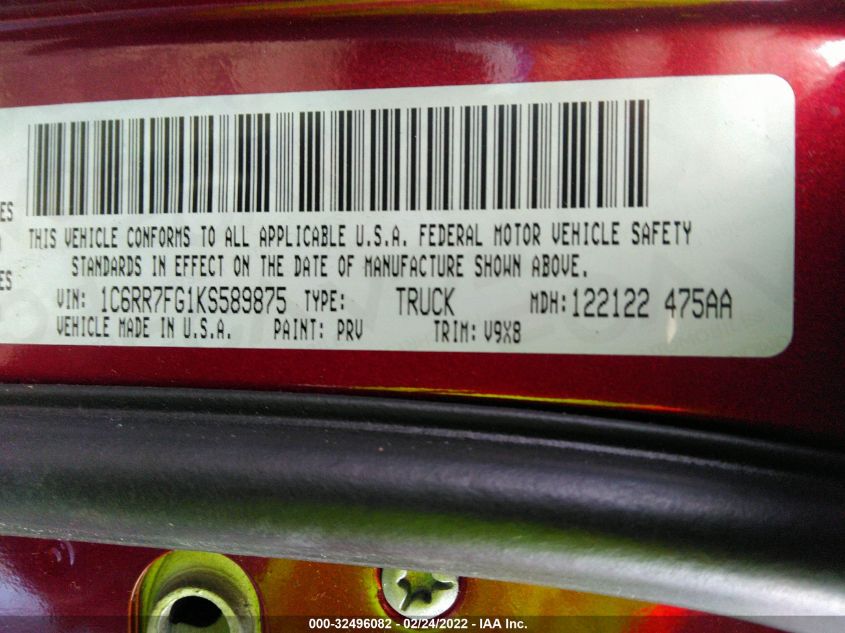 ES
THIS VEHICLE CONFORMS TO ALL APPLICABLE U.S.A. FEDERAL MOTOR VEHICLE SAFETY
STANDARDS IN EFFECT ON THE DATE OF MANUFACTURE SHOWN ABOVE.
ES
VIN: 1C6RR7FG1KS589875 TYPE: TRUCK MDH:122122 475AA
VEHICLE MADE IN U.S.A. PAINT: PRV TRIM: V9X8
000-32496082 - 02/24/2022 - IAA Inc.